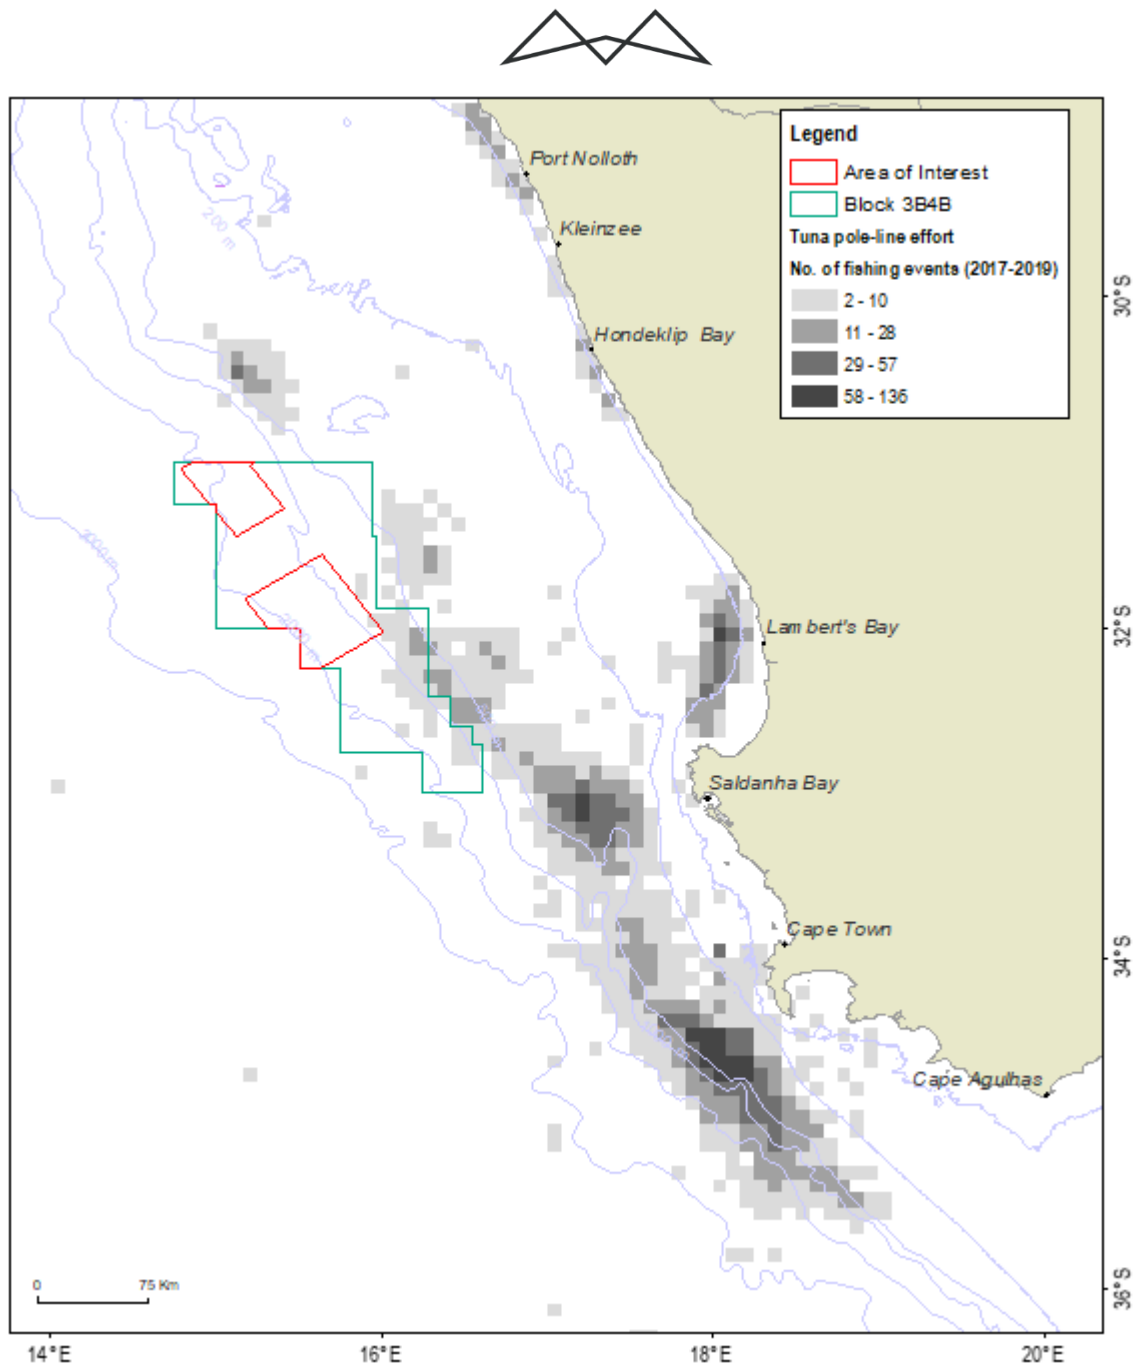 Legend
Area of Interest
Block 3B4B
Tuna pole-line effort
No. of fishing events (2017-2019)
2 - 10
11 - 28
29 - 57
58 - 136
Port Nolloth
Kleinzee
Hondeklip Bay
Lambert's Bay
Saldanha Bay
Cape Town
Cape Agulhas
200 m
30°S
32°S
34°S
36°S
0 75 Km
14°E 16°E 18°E 20°E